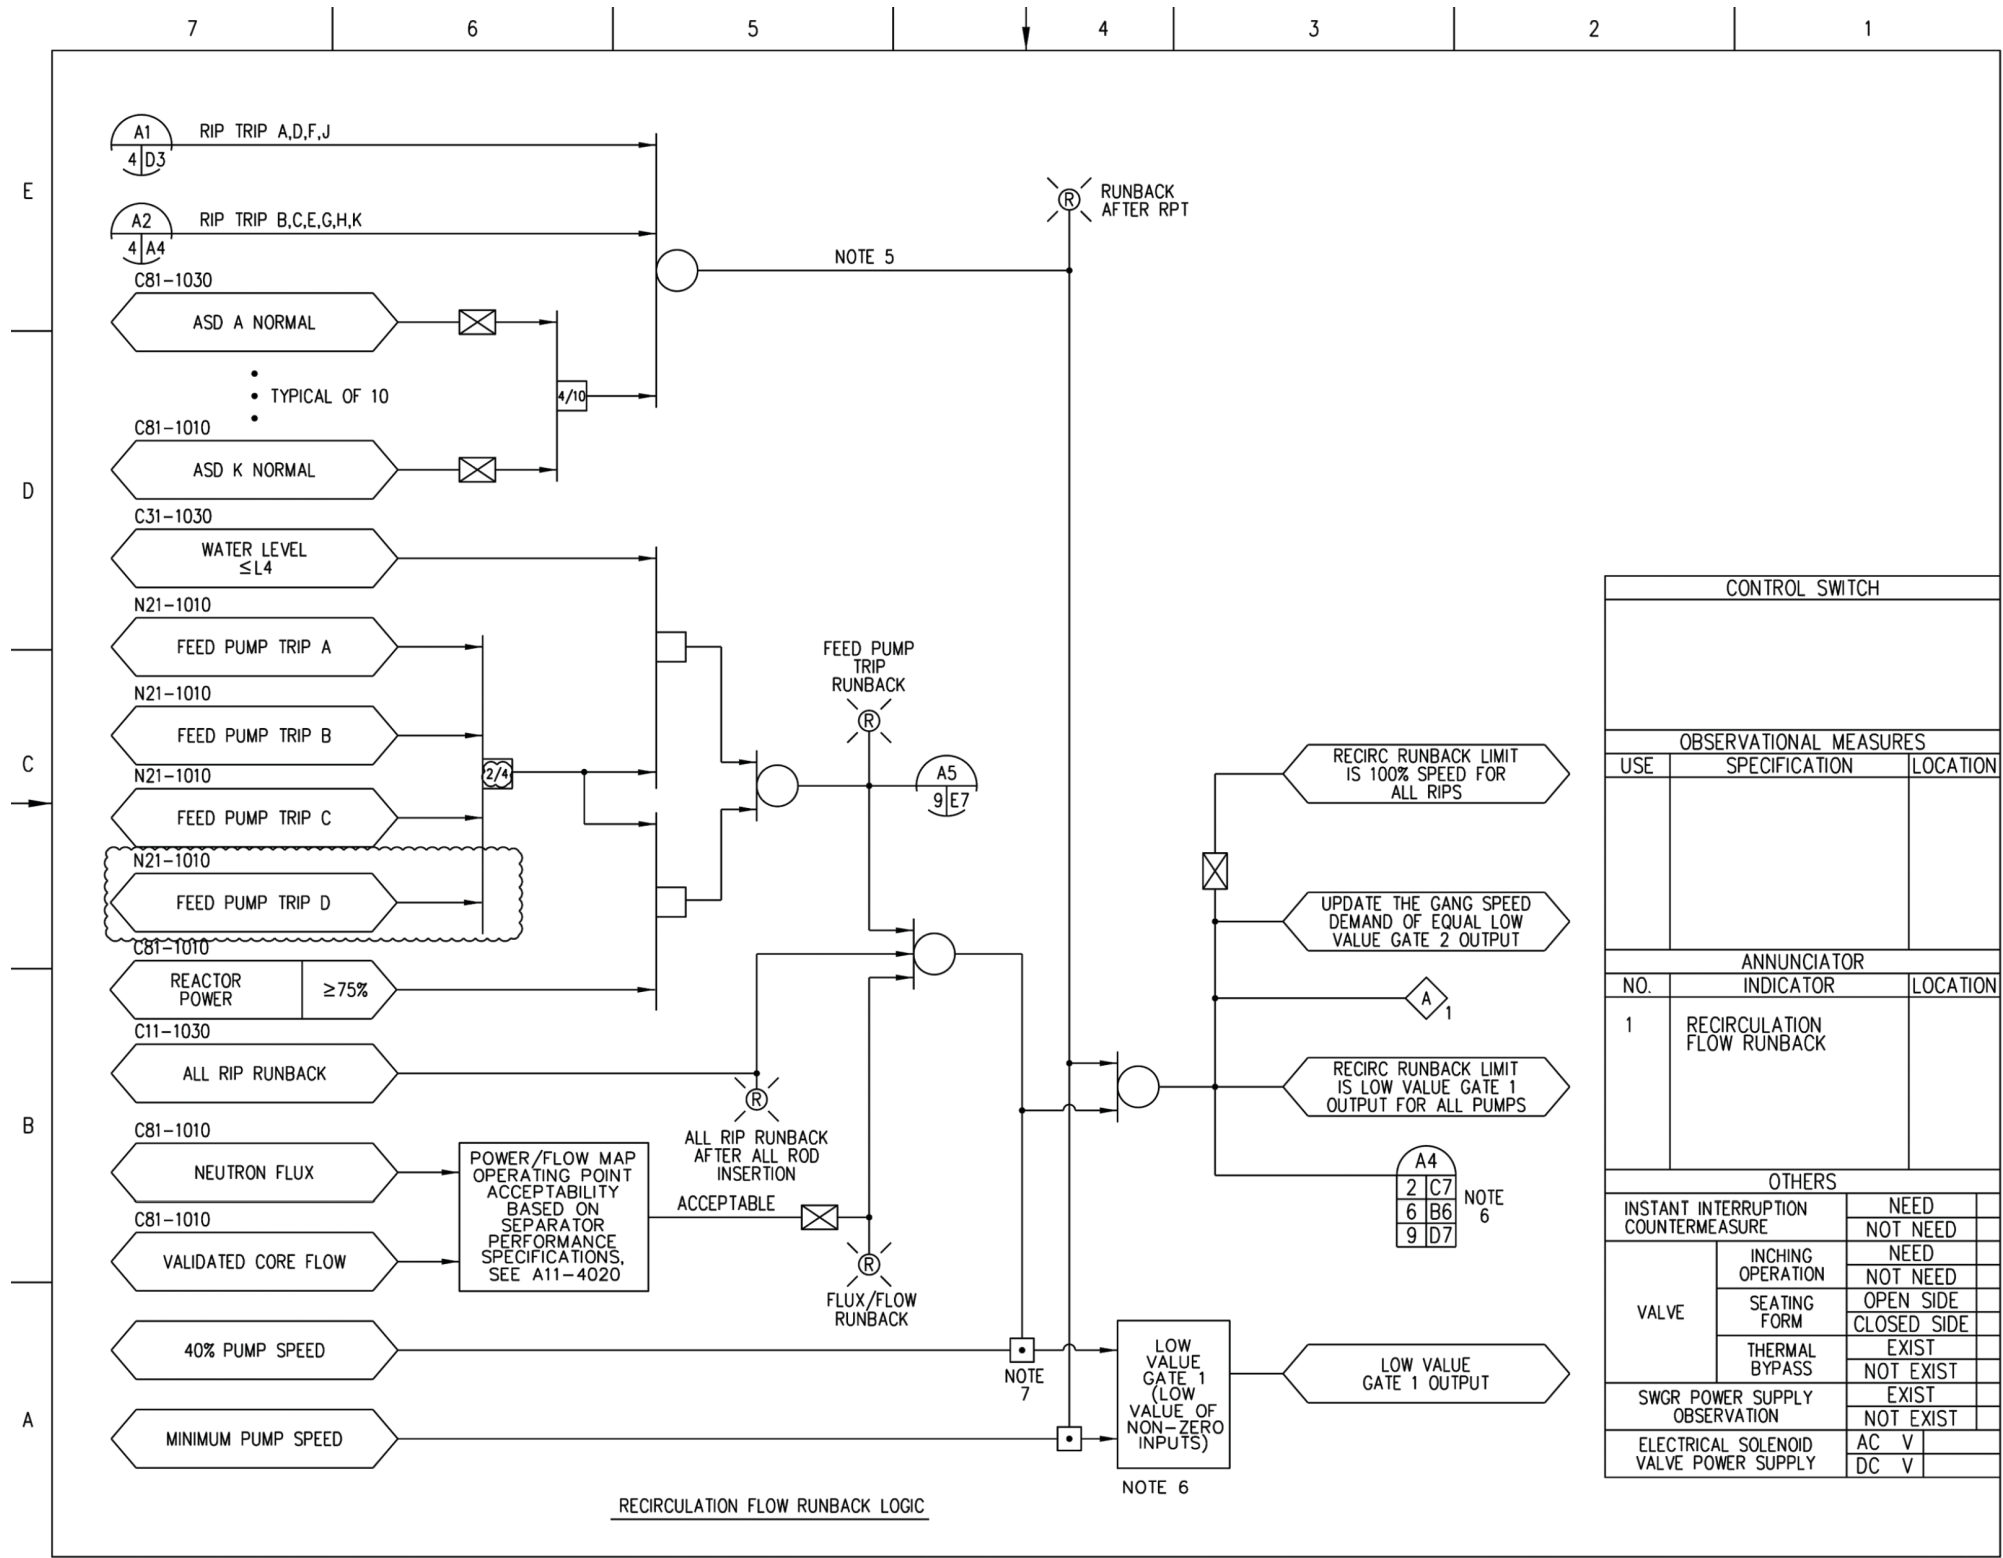 7 6 5 4 3 2 1
E
D
C
B
A
A1
4 D3
RIP TRIP A,D,F,J
A2
4 A4
RIP TRIP B,C,E,G,H,K
RUNBACK
AFTER RPT
NOTE 5
C81-1030
ASD A NORMAL
TYPICAL OF 10
4/10
C81-1010
ASD K NORMAL
C31-1030
WATER LEVEL
≤L4
N21-1010
FEED PUMP TRIP A
N21-1010
FEED PUMP TRIP B
2/4
N21-1010
FEED PUMP TRIP C
N21-1010
FEED PUMP TRIP D
C81-1010
REACTOR
POWER
≥75%
C11-1030
ALL RIP RUNBACK
C81-1010
NEUTRON FLUX
C81-1010
VALIDATED CORE FLOW
40% PUMP SPEED
MINIMUM PUMP SPEED
R
FEED PUMP
TRIP
RUNBACK
R
A5
9 E7
R
ALL RIP RUNBACK
AFTER ALL ROD
INSERTION
POWER/FLOW MAP
OPERATING POINT
ACCEPTABILITY
BASED ON
SEPARATOR
PERFORMANCE
SPECIFICATIONS,
SEE A11-4020
ACCEPTABLE
R
FLUX/FLOW
RUNBACK
NOTE
7
LOW
VALUE
GATE 1
(LOW
VALUE OF
NON-ZERO
INPUTS)
NOTE 6
RECIRC RUNBACK LIMIT
IS 100% SPEED FOR
ALL RIPS
UPDATE THE GANG SPEED
DEMAND OF EQUAL LOW
VALUE GATE 2 OUTPUT
A
1
RECIRC RUNBACK LIMIT
IS LOW VALUE GATE 1
OUTPUT FOR ALL PUMPS
A4
2 C7
6 B6
9 D7
NOTE
6
LOW VALUE
GATE 1 OUTPUT
RECIRCULATION FLOW RUNBACK LOGIC
CONTROL SWITCH
OBSERVATIONAL MEASURES
USE SPECIFICATION LOCATION
ANNUNCIATOR
NO. INDICATOR LOCATION
1 RECIRCULATION
FLOW RUNBACK
OTHERS
INSTANT INTERRUPTION
COUNTERMEASURE
NEED
NOT NEED
VALVE
INCHING
OPERATION
NEED
NOT NEED
SEATING
FORM
OPEN SIDE
CLOSED SIDE
THERMAL
BYPASS
EXIST
NOT EXIST
SWGR POWER SUPPLY
OBSERVATION
EXIST
NOT EXIST
ELECTRICAL SOLENOID
VALVE POWER SUPPLY
AC V
DC V